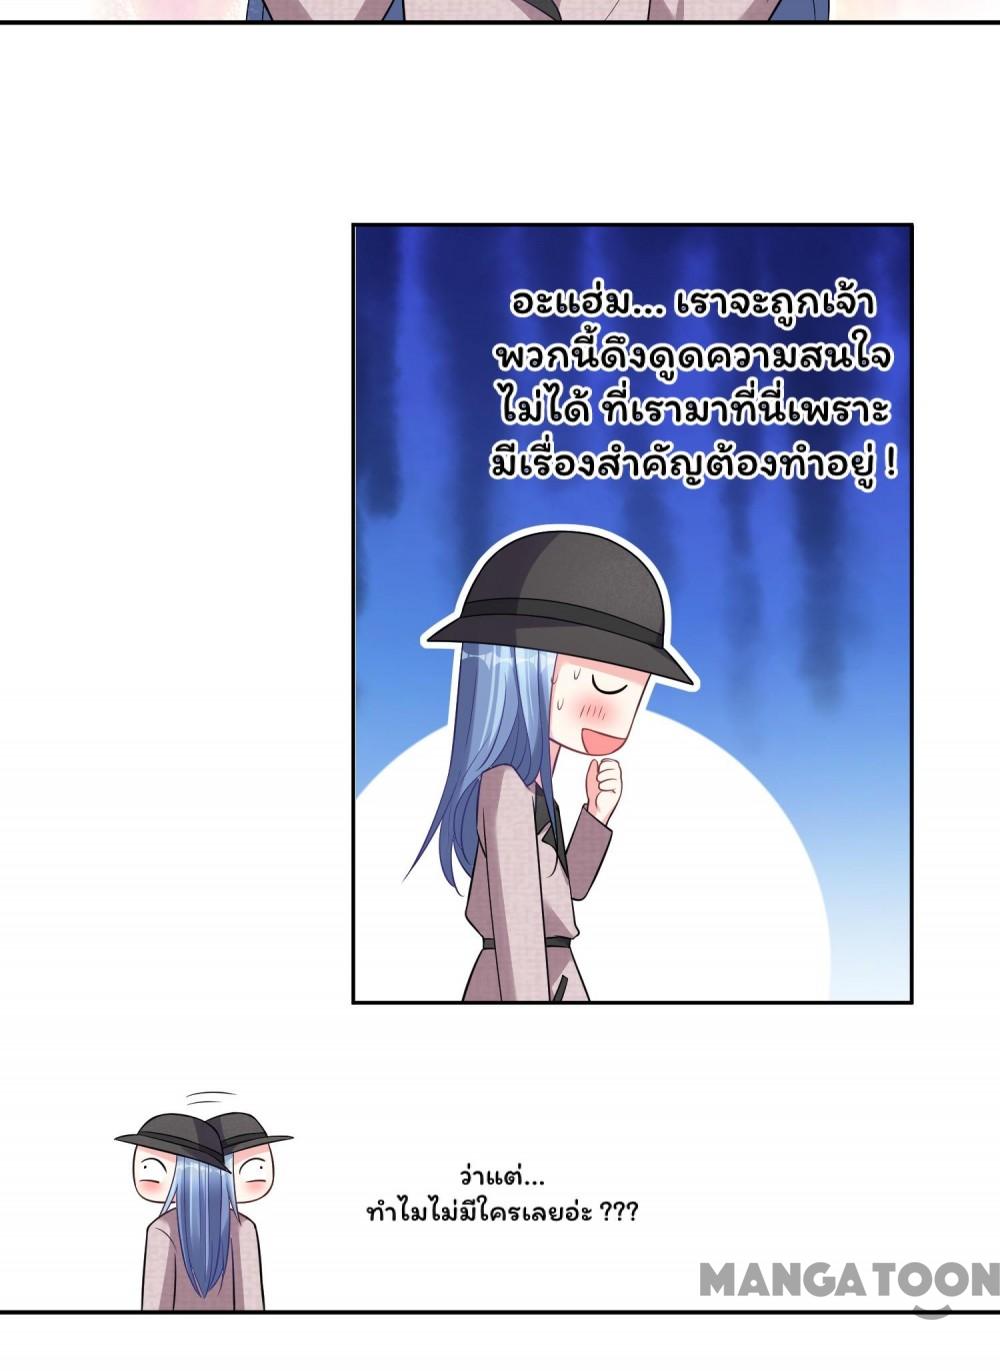 อะแฮ่ม... เราจะถูกเจ้า
พวกนี้ดึงดูดความสนใจ
ไม่ได้ ที่เรามาที่นี่เพราะ
มีเรื่องสำคัญต้องทำอยู่ !
ว่าแต่...
ทำไมไม่มีใครเลยอ่ะ ???
MANGATOON